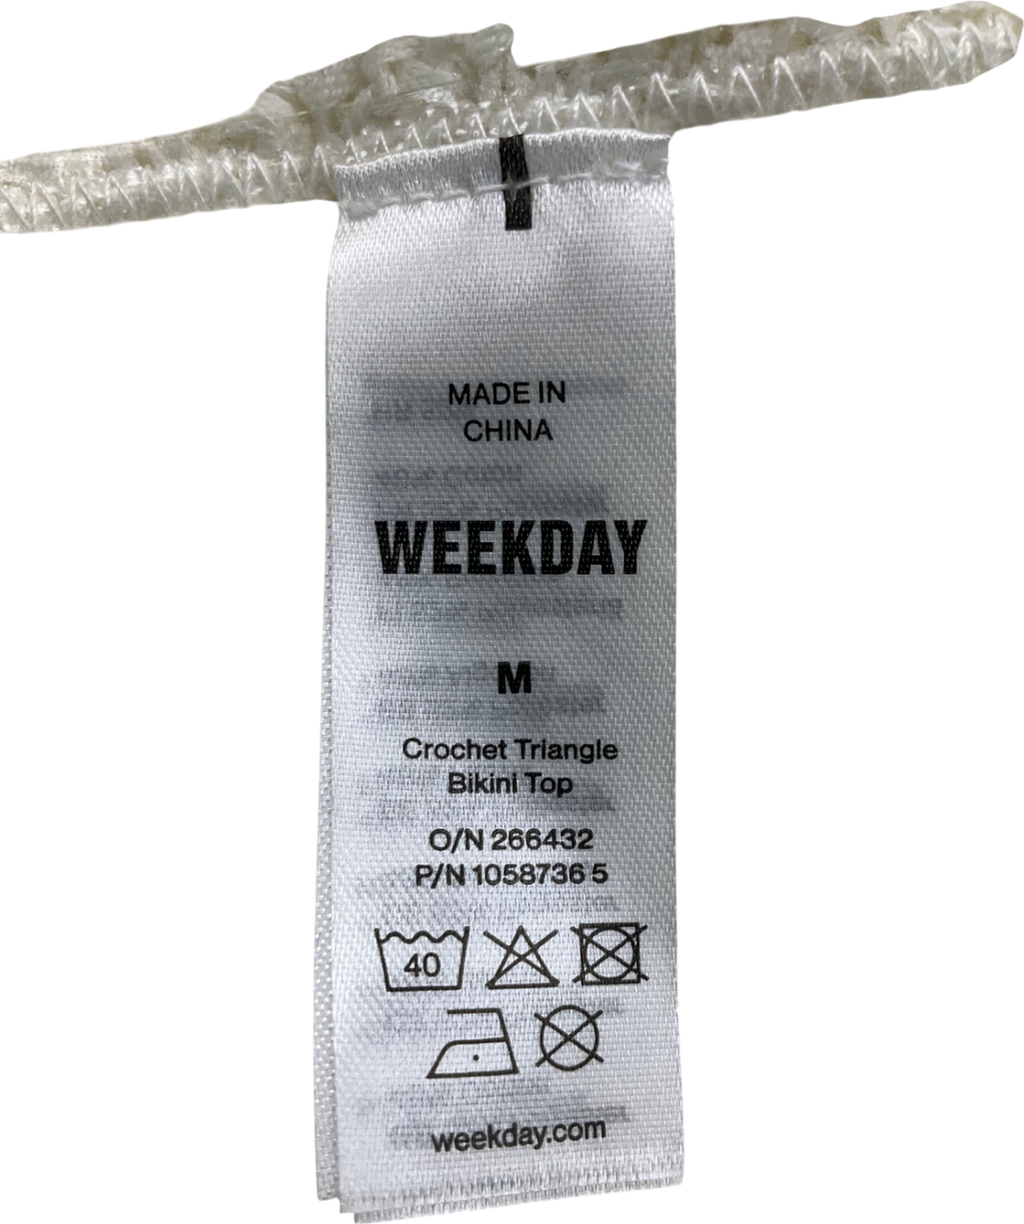 MADE IN
CHINA
WEEKDAY
M
Crochet Triangle
Bikini Top
O/N 266432
P/N 1058736 5
40
weekday.com